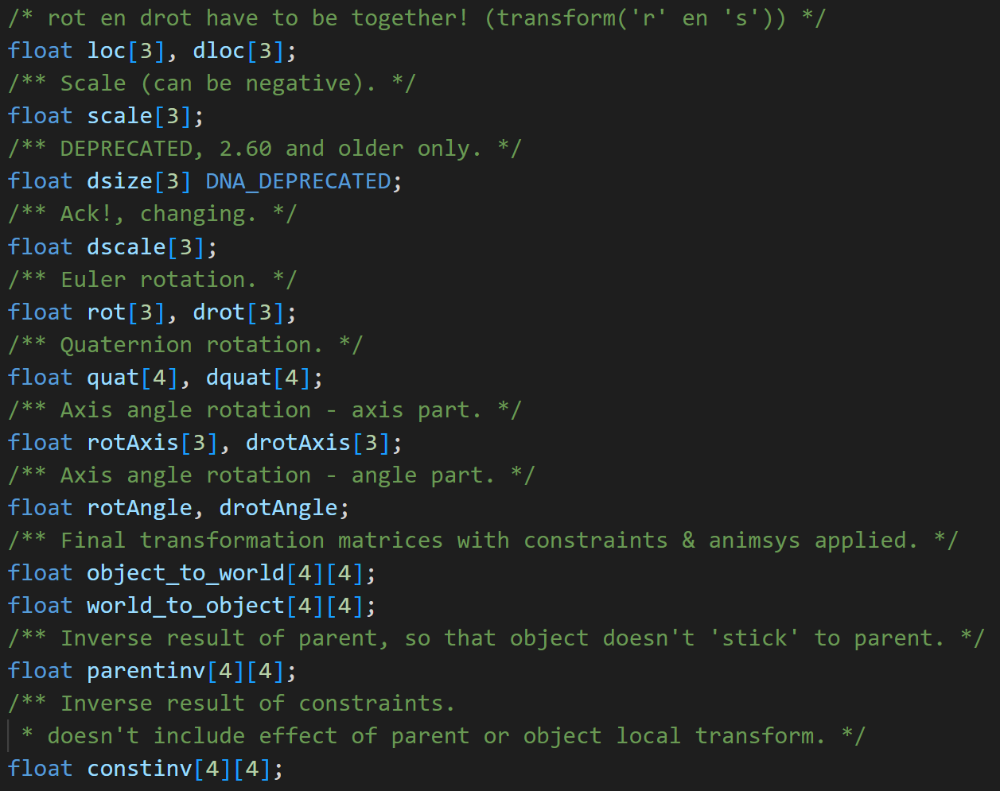 /* rot en drot have to be together! (transform('r' en 's')) */
float loc[3], dloc[3];
/** Scale (can be negative). */
float scale[3];
/** DEPRECATED, 2.60 and older only. */
float dsize[3] DNA_DEPRECATED;
/** Ack!, changing. */
float dscale[3];
/** Euler rotation. */
float rot[3], drot[3];
/** Quaternion rotation. */
float quat[4], dquat[4];
/** Axis angle rotation - axis part. */
float rotAxis[3], drotAxis[3];
/** Axis angle rotation - angle part. */
float rotAngle, drotAngle;
/** Final transformation matrices with constraints & animsys applied. */
float object_to_world[4][4];
float world_to_object[4][4];
/** Inverse result of parent, so that object doesn't 'stick' to parent. */
float parentinv[4][4];
/** Inverse result of constraints.
 * doesn't include effect of parent or object local transform. */
float constinv[4][4];